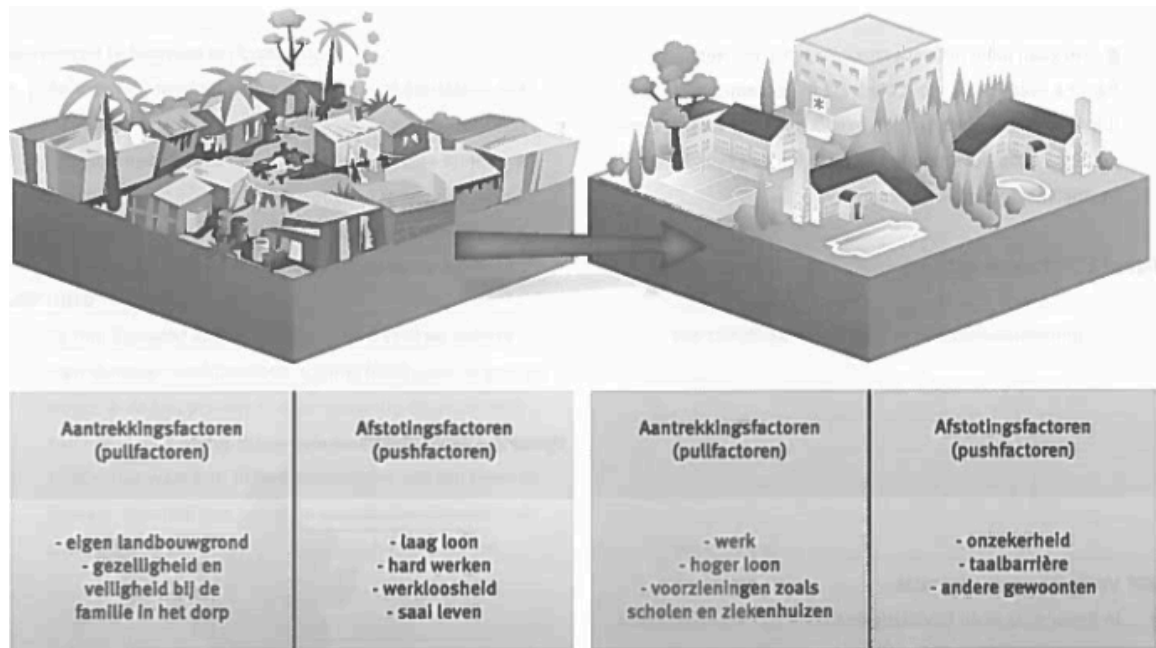 Aantrekkingsfactoren
(pullfactoren)
- eigen landbouwgrond
- gezelligheid en
veiligheid bij de
familie in het dorp
Afstotingsfactoren
(pushfactoren)
- laag loon
- hard werken
- werkloosheid
- saai leven
Aantrekkingsfactoren
(pullfactoren)
- werk
- hoger loon
- voorzieningen zoals
scholen en ziekenhuizen
Afstotingsfactoren
(pushfactoren)
- onzekerheid
- taalbarrière
- andere gewoonten